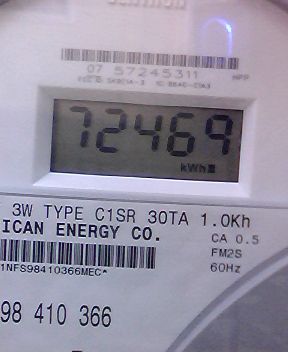 07 57245311 HPP
72469
kWh
3W TYPE C1SR 30TA 1.0Kh
ICAN ENERGY CO.
CA 0.5
FM2S
60Hz
1NFS98410366MEC*
98 410 366